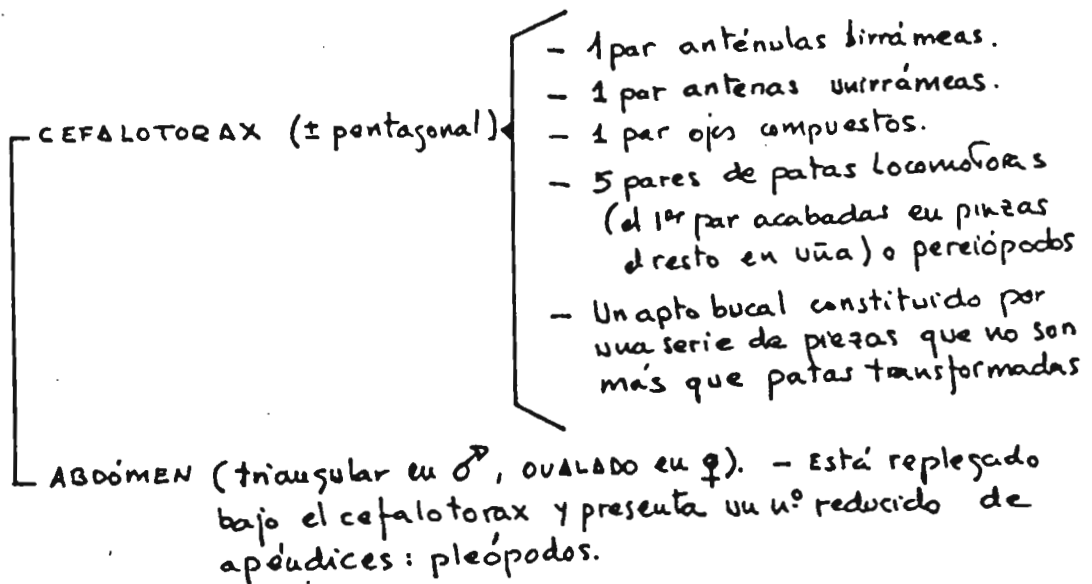 - 1 par anténulas birrámeas.
- 1 par antenas unirrámeas.
CEFALOTORAX (± pentagonal)
- 1 par ojos compuestos.
- 5 pares de patas locomotoras
(el 1er par acabadas en pinzas
el resto en uña) o pereiópodos
- Un apto bucal constituido por
una serie de piezas que no son
más que patas transformadas
ABDÓMEN (triangular en ♂, OVALADO en ♀). - Está replegado
bajo el cefalotorax y presenta un nº reducido de
apéndices: pleópodos.